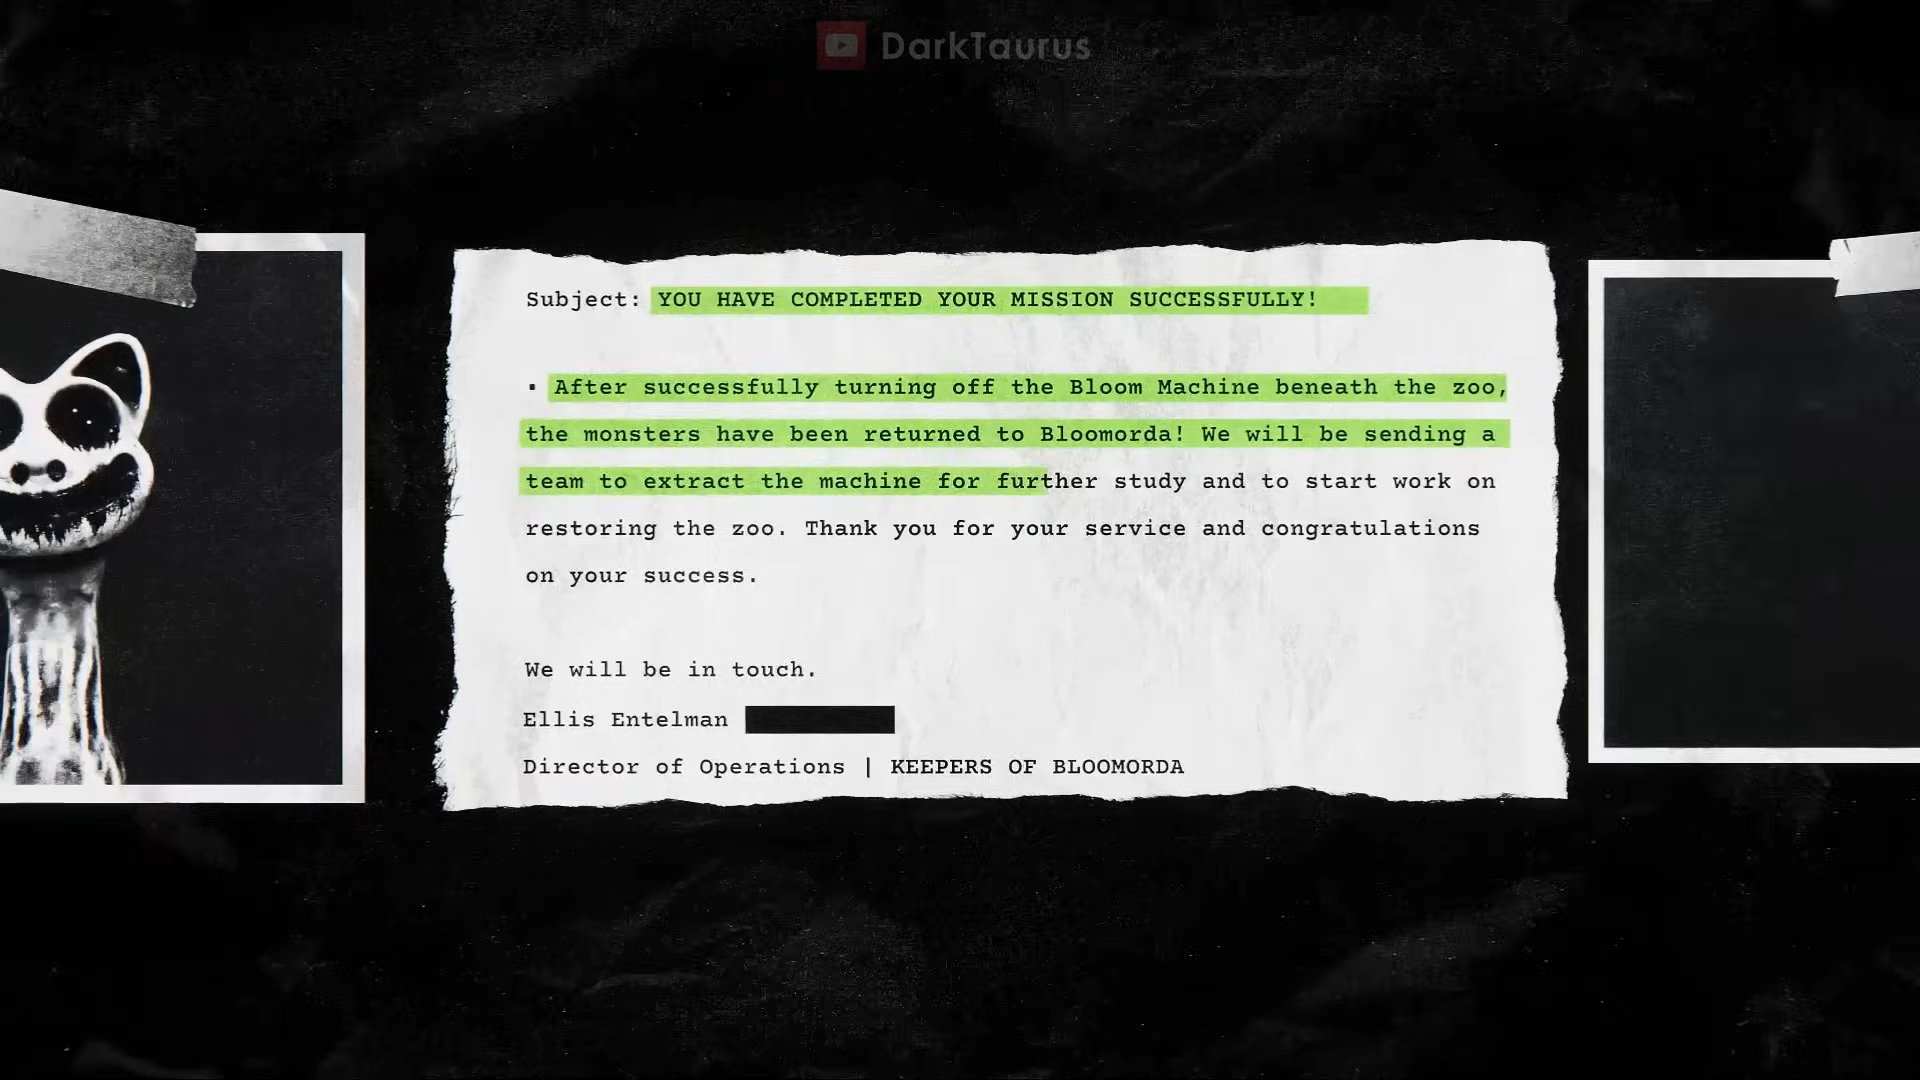 DarkTaurus
Subject: YOU HAVE COMPLETED YOUR MISSION SUCCESSFULLY!
▪ After successfully turning off the Bloom Machine beneath the zoo,
the monsters have been returned to Bloomorda! We will be sending a
team to extract the machine for further study and to start work on
restoring the zoo. Thank you for your service and congratulations
on your success.
We will be in touch.
Ellis Entelman
Director of Operations | KEEPERS OF BLOOMORDA